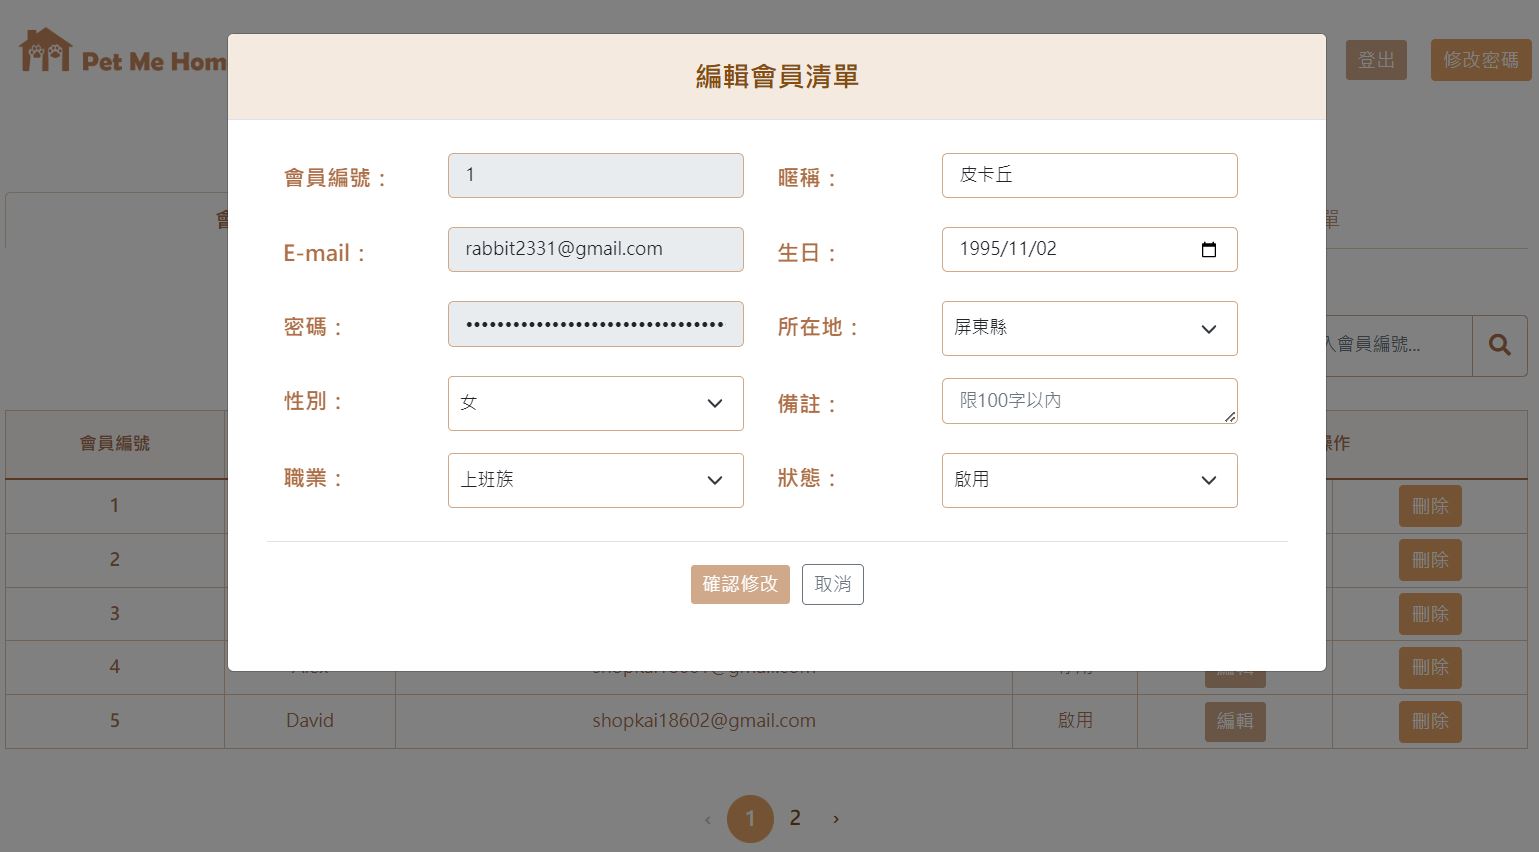 Pet Me Hom
登出
修改密碼
編輯會員清單
會員編號： 1 暱稱： 皮卡丘
E-mail： rabbit2331@gmail.com 生日： 1995/11/02
密碼： •••••••••••••••••••••••••••••••• 所在地： 屏東縣
性別： 女 備註： 限100字以內
職業： 上班族 狀態： 啟用
確認修改 取消
會
單
會員編號...
會員編號 操作
1 刪除
2 刪除
3 刪除
4 刪除
5 David shopkai18602@gmail.com 啟用 編輯 刪除
‹ 1 2 ›